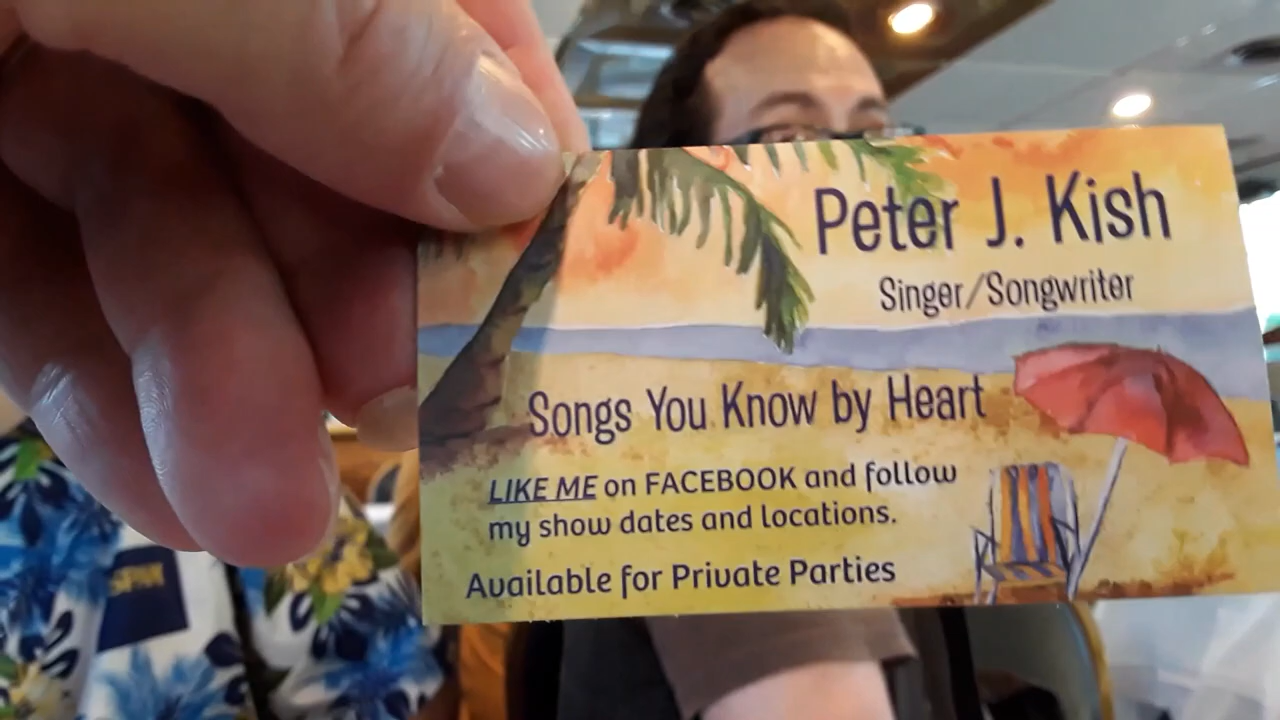 Peter J. Kish
Singer/Songwriter
Songs You Know by Heart
LIKE ME on FACEBOOK and follow
my show dates and locations.
Available for Private Parties